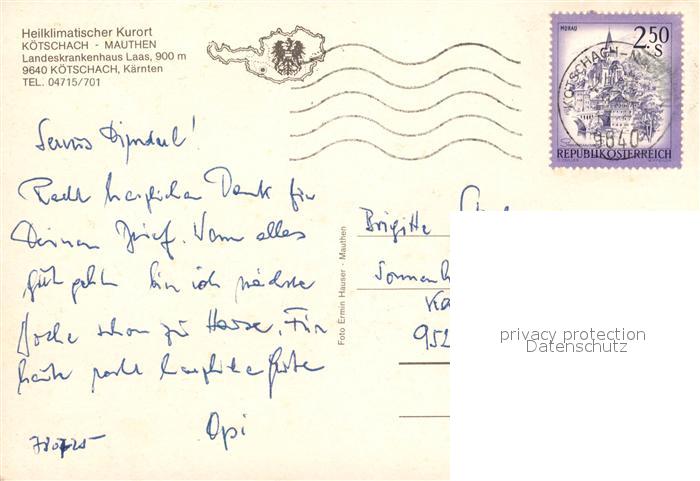 Heilklimatischer Kurort
KÖTSCHACH - MAUTHEN
Landeskrankenhaus Laas, 900 m
9640 KÖTSCHACH, Kärnten
TEL. 04715/701
MURAU
2.50
S
KÖTSCHACH-M
9640
REPUBLIK ÖSTERREICH
Servus
Recht herzlichen Dank für
Deinen Brief. Wenn alles
gut geht bin ich nächste
Woche schon zu Hause. Für
heute recht herzliche Grüße
Opi
Foto Ermin Hauser - Mauthen
Brigitte
Sonnen
952
privacy protection
Datenschutz